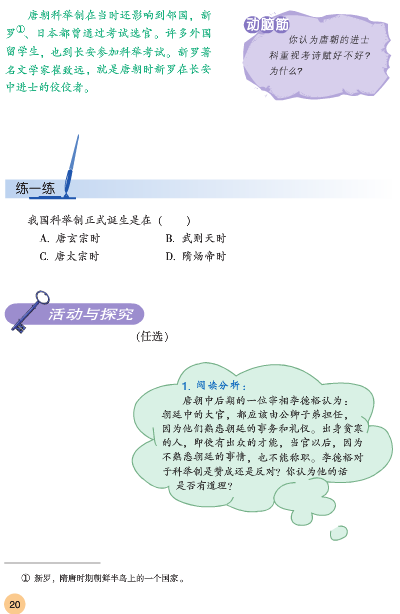 唐朝科举制在当时还影响到邻国，新
罗①、日本都曾通过考试选官。许多外国
留学生，也到长安参加科举考试。新罗著
名文学家崔致远，就是唐朝时新罗在长安
中进士的佼佼者。
动脑筋
你认为唐朝的进士
科重视考诗赋好不好？
为什么？
练一练
我国科举制正式诞生是在（　　）
A. 唐玄宗时　　B. 武则天时
C. 唐太宗时　　D. 隋炀帝时
活动与探究
(任选)
1. 阅读分析：
唐朝中后期的一位宰相李德裕认为：
朝廷中的大官，都应该由公卿子弟担任，
因为他们熟悉朝廷的事务和礼仪。出身贫寒
的人，即使有出众的才能，当官以后，因为
不熟悉朝廷的事情，也不能称职。李德裕对
于科举制是赞成还是反对？你认为他的话
是否有道理？
① 新罗，隋唐时期朝鲜半岛上的一个国家。
20